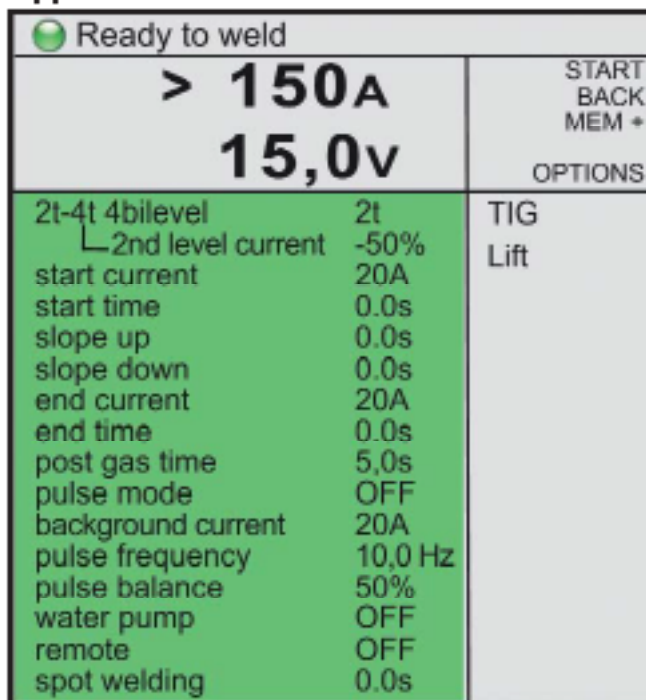 Ready to weld
> 150A
15,0V
START
BACK
MEM +
OPTIONS
2t-4t 4bilevel 2t
2nd level current -50%
start current 20A
start time 0.0s
slope up 0.0s
slope down 0.0s
end current 20A
end time 0.0s
post gas time 5,0s
pulse mode OFF
background current 20A
pulse frequency 10,0 Hz
pulse balance 50%
water pump OFF
remote OFF
spot welding 0.0s
TIG
Lift